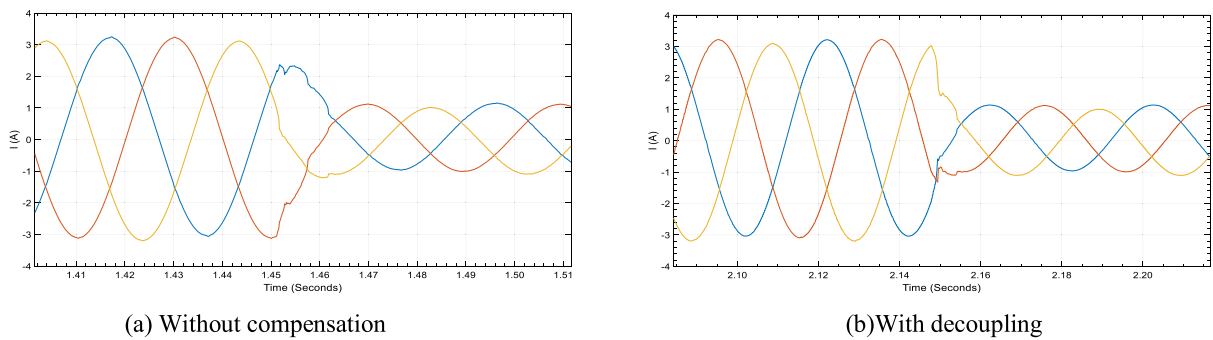 4
3
2
1
0
-1
-2
-3
-4
I (A)
1.41 1.42 1.43 1.44 1.45 1.46 1.47 1.48 1.49 1.50 1.51
Time (Seconds)
(a) Without compensation
4
3
2
1
0
-1
-2
-3
-4
I (A)
2.10 2.12 2.14 2.16 2.18 2.20
Time (Seconds)
(b)With decoupling